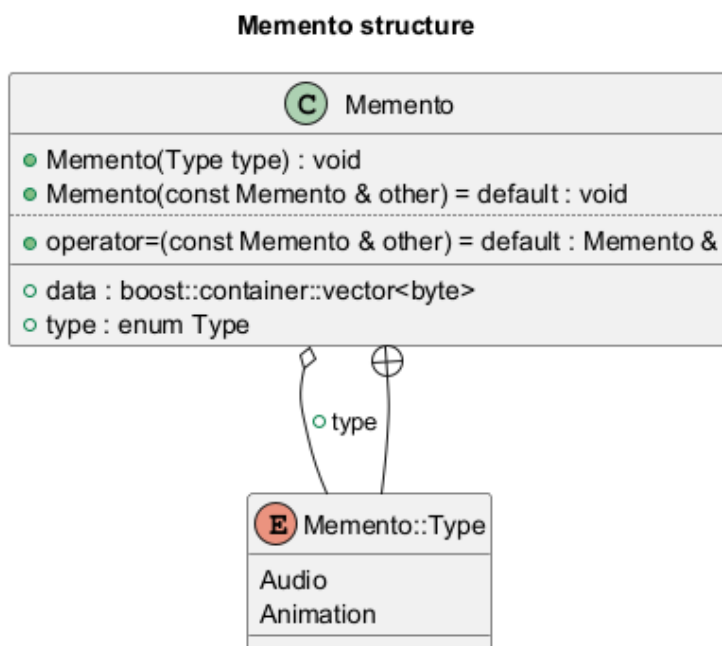 Memento structure
C Memento
Memento(Type type) : void
Memento(const Memento & other) = default : void
operator=(const Memento & other) = default : Memento &
data : boost::container::vector<byte>
type : enum Type
type
E Memento::Type
Audio
Animation